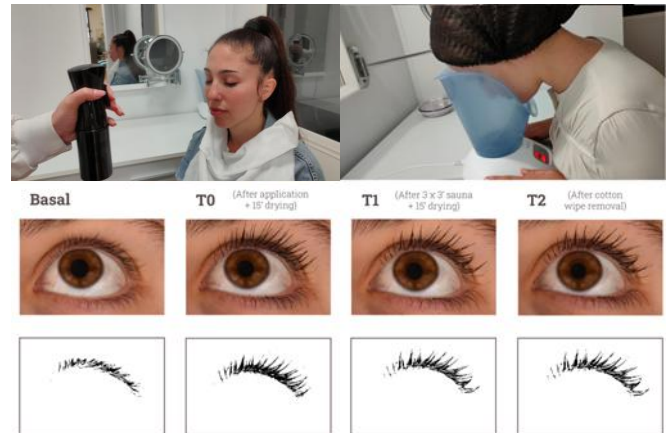 Basal
T0 (After application
+ 15' drying)
T1 (After 3 x 3' sauna
+ 15' drying)
T2 (After cotton
wipe removal)